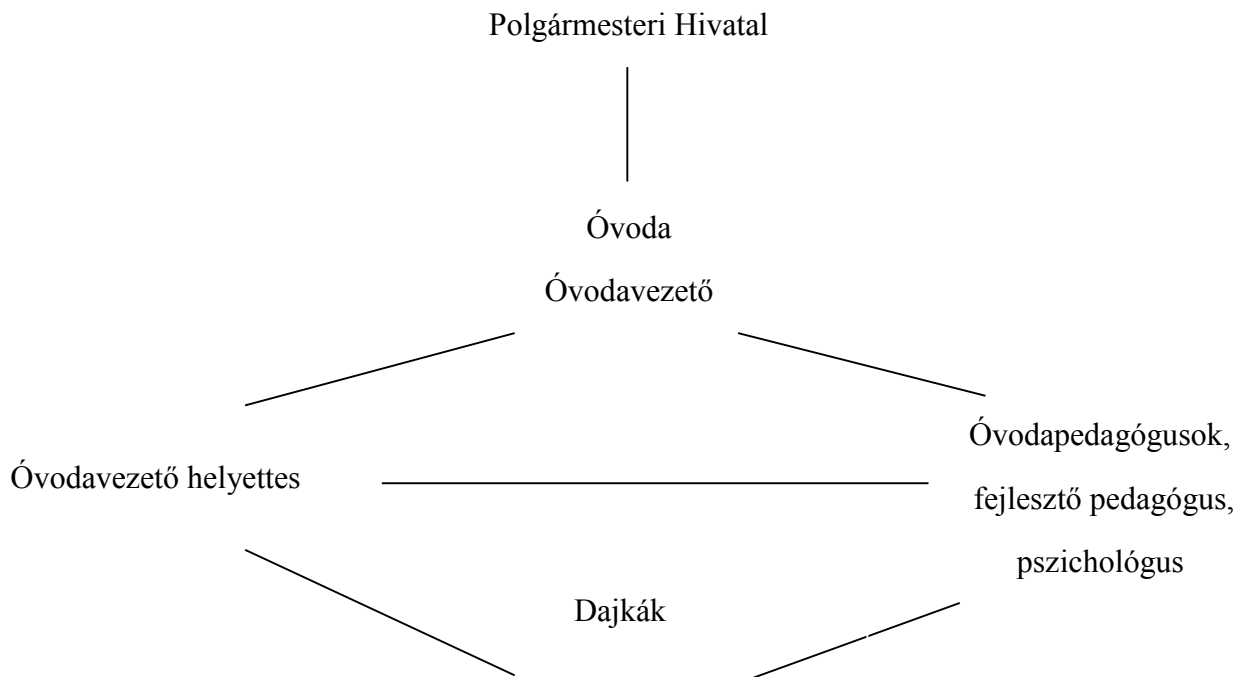 Polgármesteri Hivatal
Óvoda
Óvodavezető
Óvodavezető helyettes
Óvodapedagógusok,
fejlesztő pedagógus,
pszichológus
Dajkák